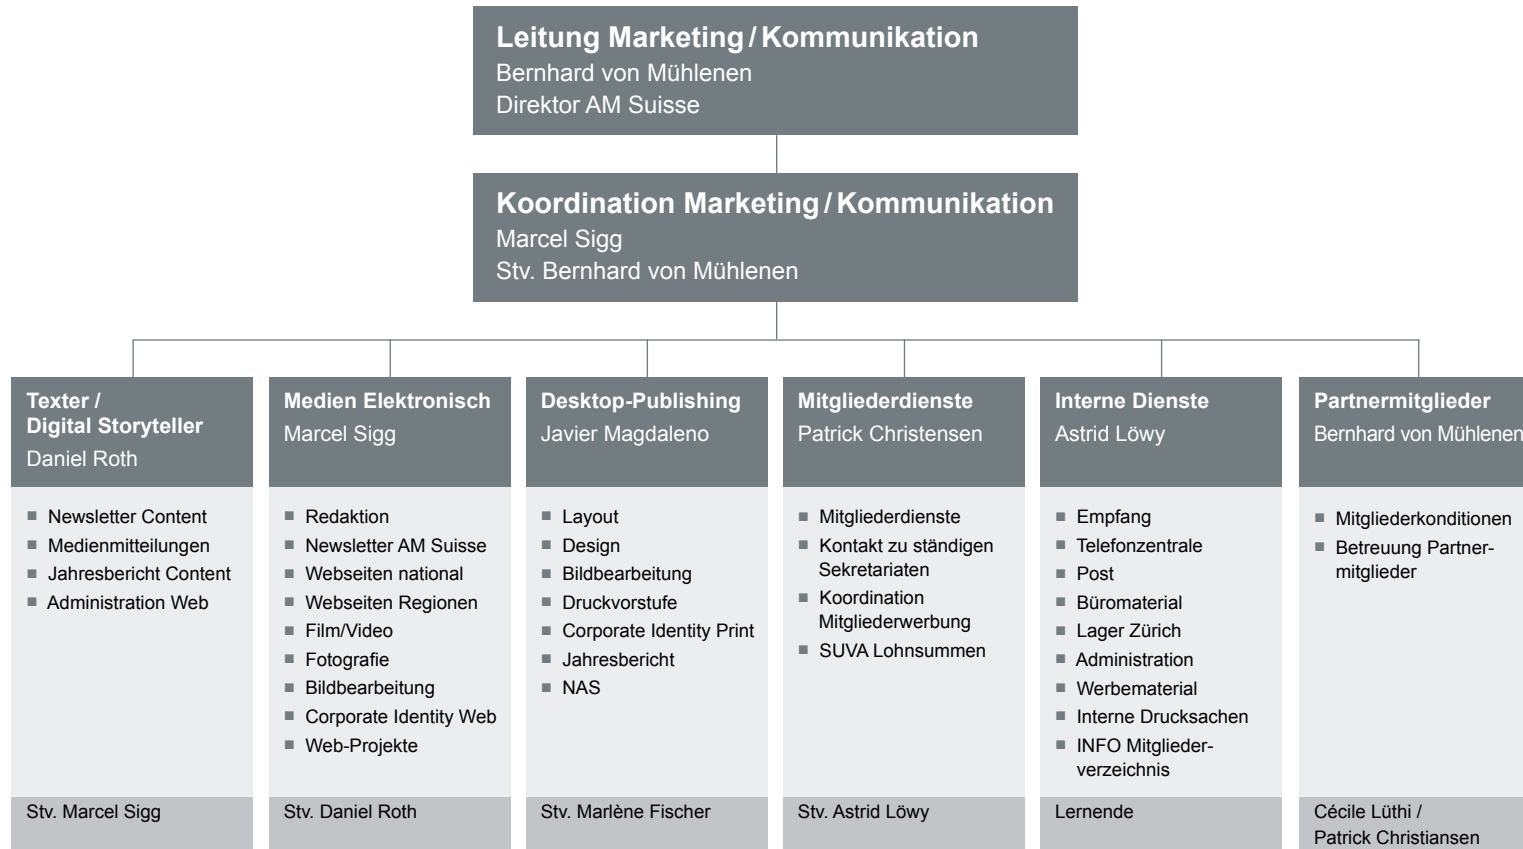 Leitung Marketing / Kommunikation
Bernhard von Mühlenen
Direktor AM Suisse
Koordination Marketing / Kommunikation
Marcel Sigg
Stv. Bernhard von Mühlenen
Texter /
Digital Storyteller
Daniel Roth
Newsletter Content
Medienmitteilungen
Jahresbericht Content
Administration Web
Stv. Marcel Sigg
Medien Elektronisch
Marcel Sigg
Redaktion
Newsletter AM Suisse
Webseiten national
Webseiten Regionen
Film/Video
Fotografie
Bildbearbeitung
Corporate Identity Web
Web-Projekte
Stv. Daniel Roth
Desktop-Publishing
Javier Magdaleno
Layout
Design
Bildbearbeitung
Druckvorstufe
Corporate Identity Print
Jahresbericht
NAS
Stv. Marlène Fischer
Mitgliederdienste
Patrick Christensen
Mitgliederdienste
Kontakt zu ständigen
Sekretariaten
Koordination
Mitgliederwerbung
SUVA Lohnsummen
Stv. Astrid Löwy
Interne Dienste
Astrid Löwy
Empfang
Telefonzentrale
Post
Büromaterial
Lager Zürich
Administration
Werbematerial
Interne Drucksachen
INFO Mitglieder-
verzeichnis
Lernende
Partnermitglieder
Bernhard von Mühlenen
Mitgliederkonditionen
Betreuung Partner-
mitglieder
Cécile Lüthi /
Patrick Christiansen